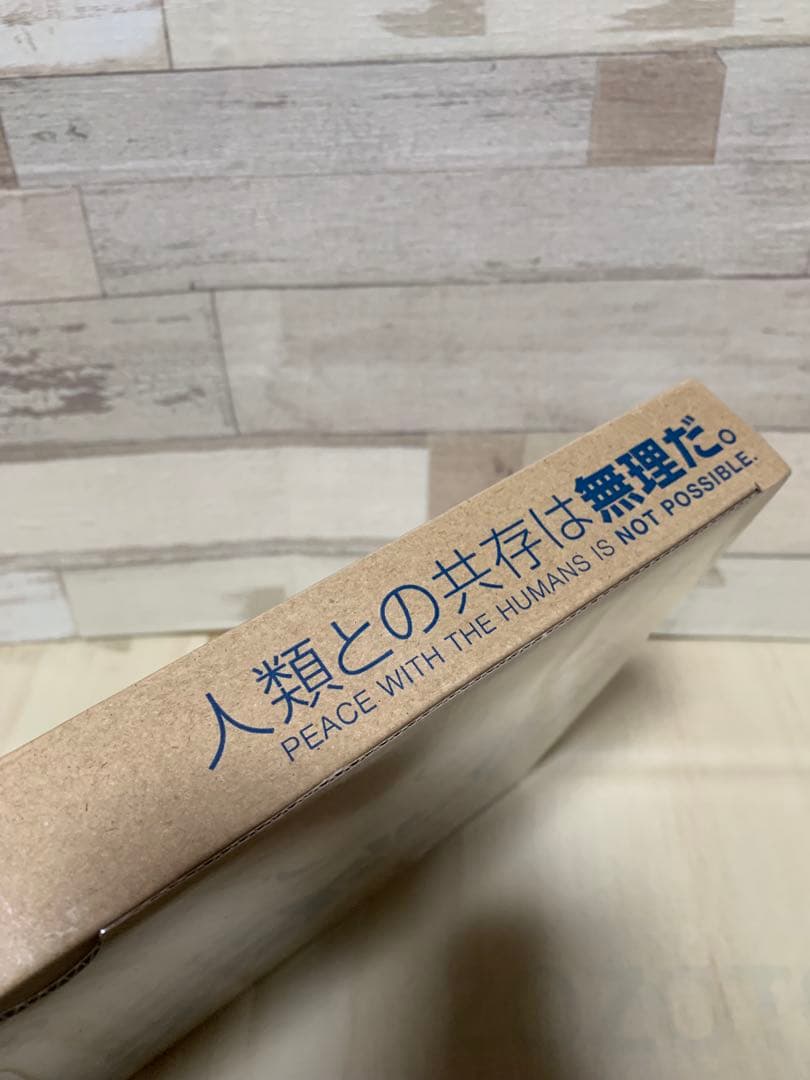 人類との共存は無理だ。
PEACE WITH THE HUMANS IS NOT POSSIBLE.